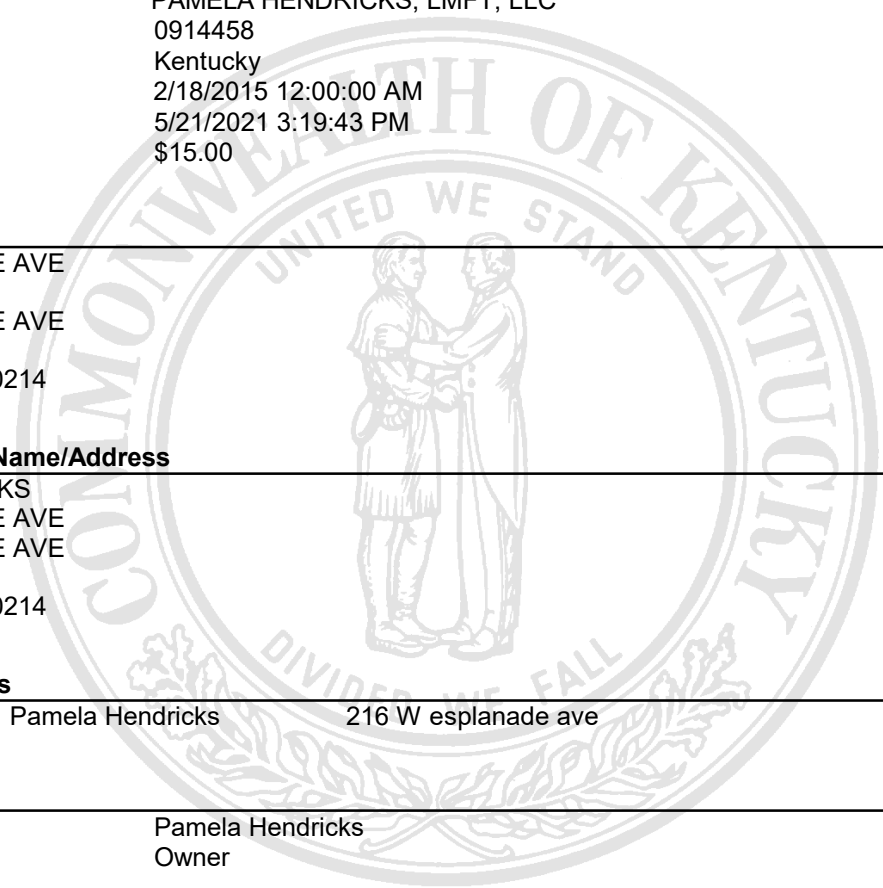 PAMELA HENDRICKS, LMFT, LLC
0914458
Kentucky
2/18/2015 12:00:00 AM
5/21/2021 3:19:43 PM
$15.00
COMMONWEALTH OF KENTUCKY
UNITED WE STAND
E AVE
E AVE
0214
Name/Address
KS
E AVE
E AVE
0214
DIVIDED WE FALL
s
Pamela Hendricks 216 W esplanade ave
Pamela Hendricks
Owner